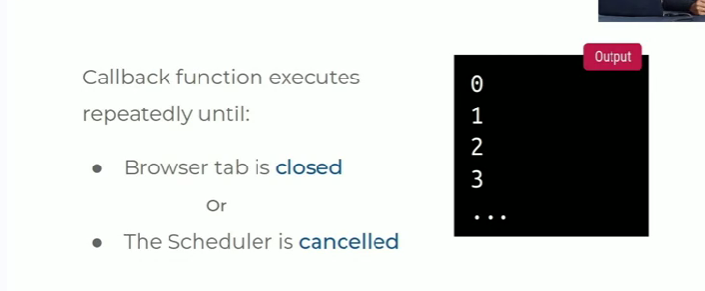 Callback function executes
repeatedly until:
● Browser tab is closed
Or
● The Scheduler is cancelled
Output
0
1
2
3
...